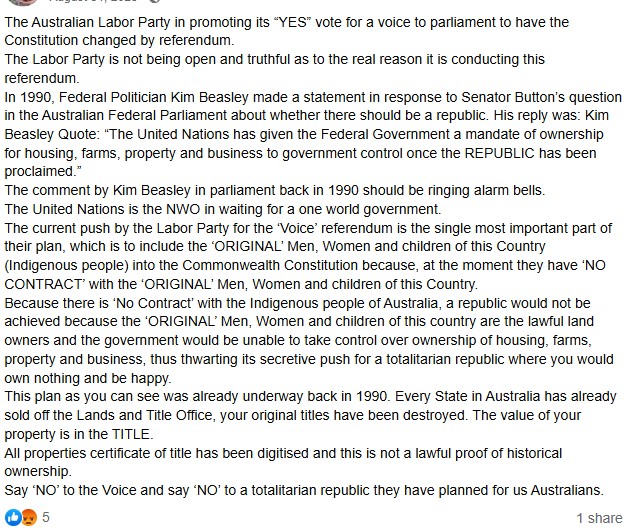 The Australian Labor Party in promoting its “YES” vote for a voice to parliament to have the
Constitution changed by referendum.
The Labor Party is not being open and truthful as to the real reason it is conducting this
referendum.
In 1990, Federal Politician Kim Beasley made a statement in response to Senator Button's question
in the Australian Federal Parliament about whether there should be a republic. His reply was: Kim
Beasley Quote: “The United Nations has given the Federal Government a mandate of ownership
for housing, farms, property and business to government control once the REPUBLIC has been
proclaimed.”
The comment by Kim Beasley in parliament back in 1990 should be ringing alarm bells.
The United Nations is the NWO in waiting for a one world government.
The current push by the Labor Party for the ‘Voice’ referendum is the single most important part of
their plan, which is to include the ‘ORIGINAL’ Men, Women and children of this Country
(Indigenous people) into the Commonwealth Constitution because, at the moment they have ‘NO
CONTRACT’ with the ‘ORIGINAL’ Men, Women and children of this Country.
Because there is ‘No Contract’ with the Indigenous people of Australia, a republic would not be
achieved because the ‘ORIGINAL’ Men, Women and children of this country are the lawful land
owners and the government would be unable to take control over ownership of housing, farms,
property and business, thus thwarting its secretive push for a totalitarian republic where you would
own nothing and be happy.
This plan as you can see was already underway back in 1990. Every State in Australia has already
sold off the Lands and Title Office, your original titles have been destroyed. The value of your
property is in the TITLE.
All properties certificate of title has been digitised and this is not a lawful proof of historical
ownership.
Say ‘NO’ to the Voice and say ‘NO’ to a totalitarian republic they have planned for us Australians.
5 1 share